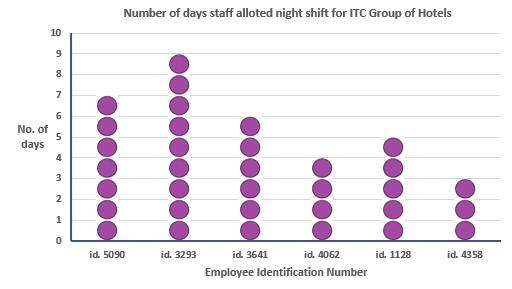 Number of days staff alloted night shift for ITC Group of Hotels
10
9
8
7
6
5
4
3
2
1
0
No. of
days
id. 5090 id. 3293 id. 3641 id. 4062 id. 1128 id. 4358
Employee Identification Number